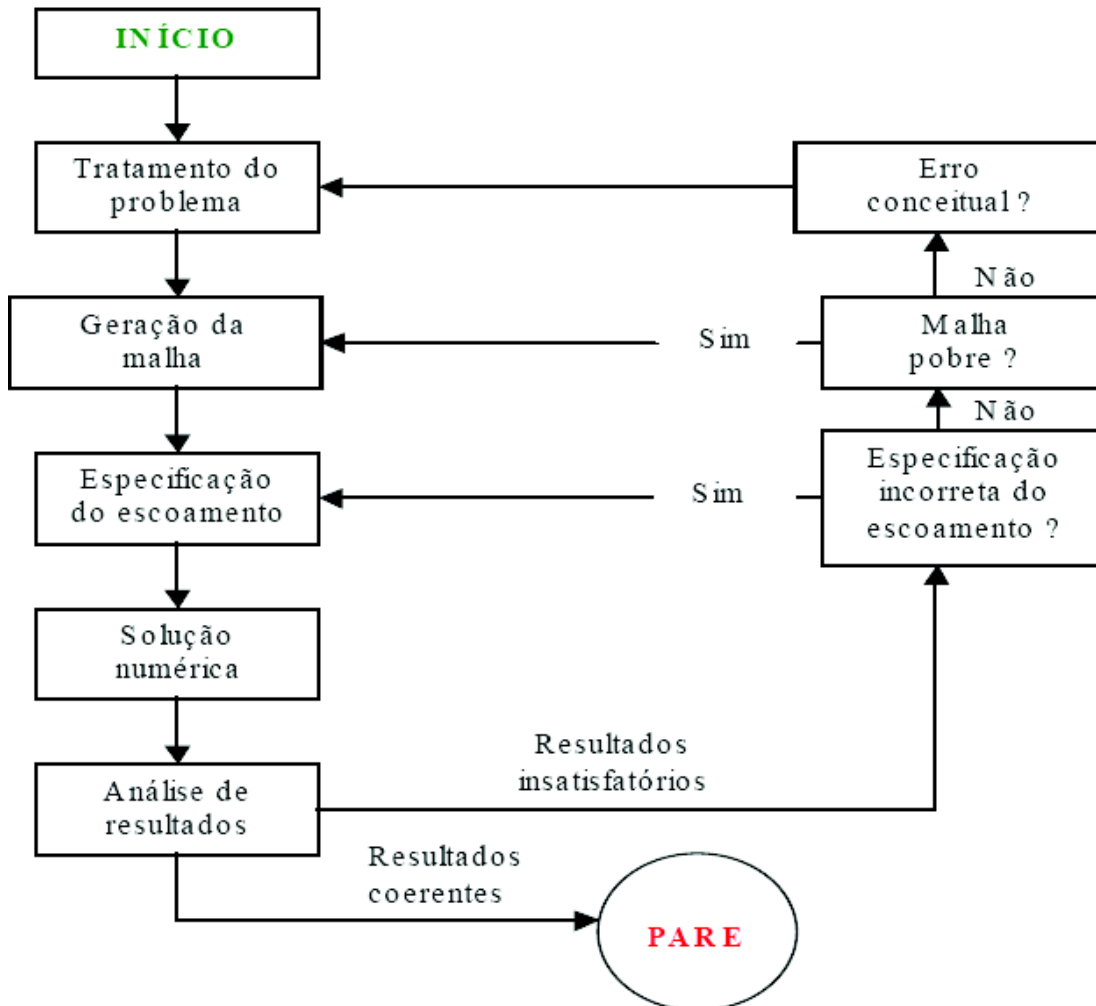 INÍCIO
Tratamento do
problema
Erro
conceitual ?
Não
Geração da
malha
Sim
Malha
pobre ?
Não
Especificação
do escoamento
Sim
Especificação
incorreta do
escoamento ?
Solução
numérica
Resultados
insatisfatórios
Análise de
resultados
Resultados
coerentes
PARE